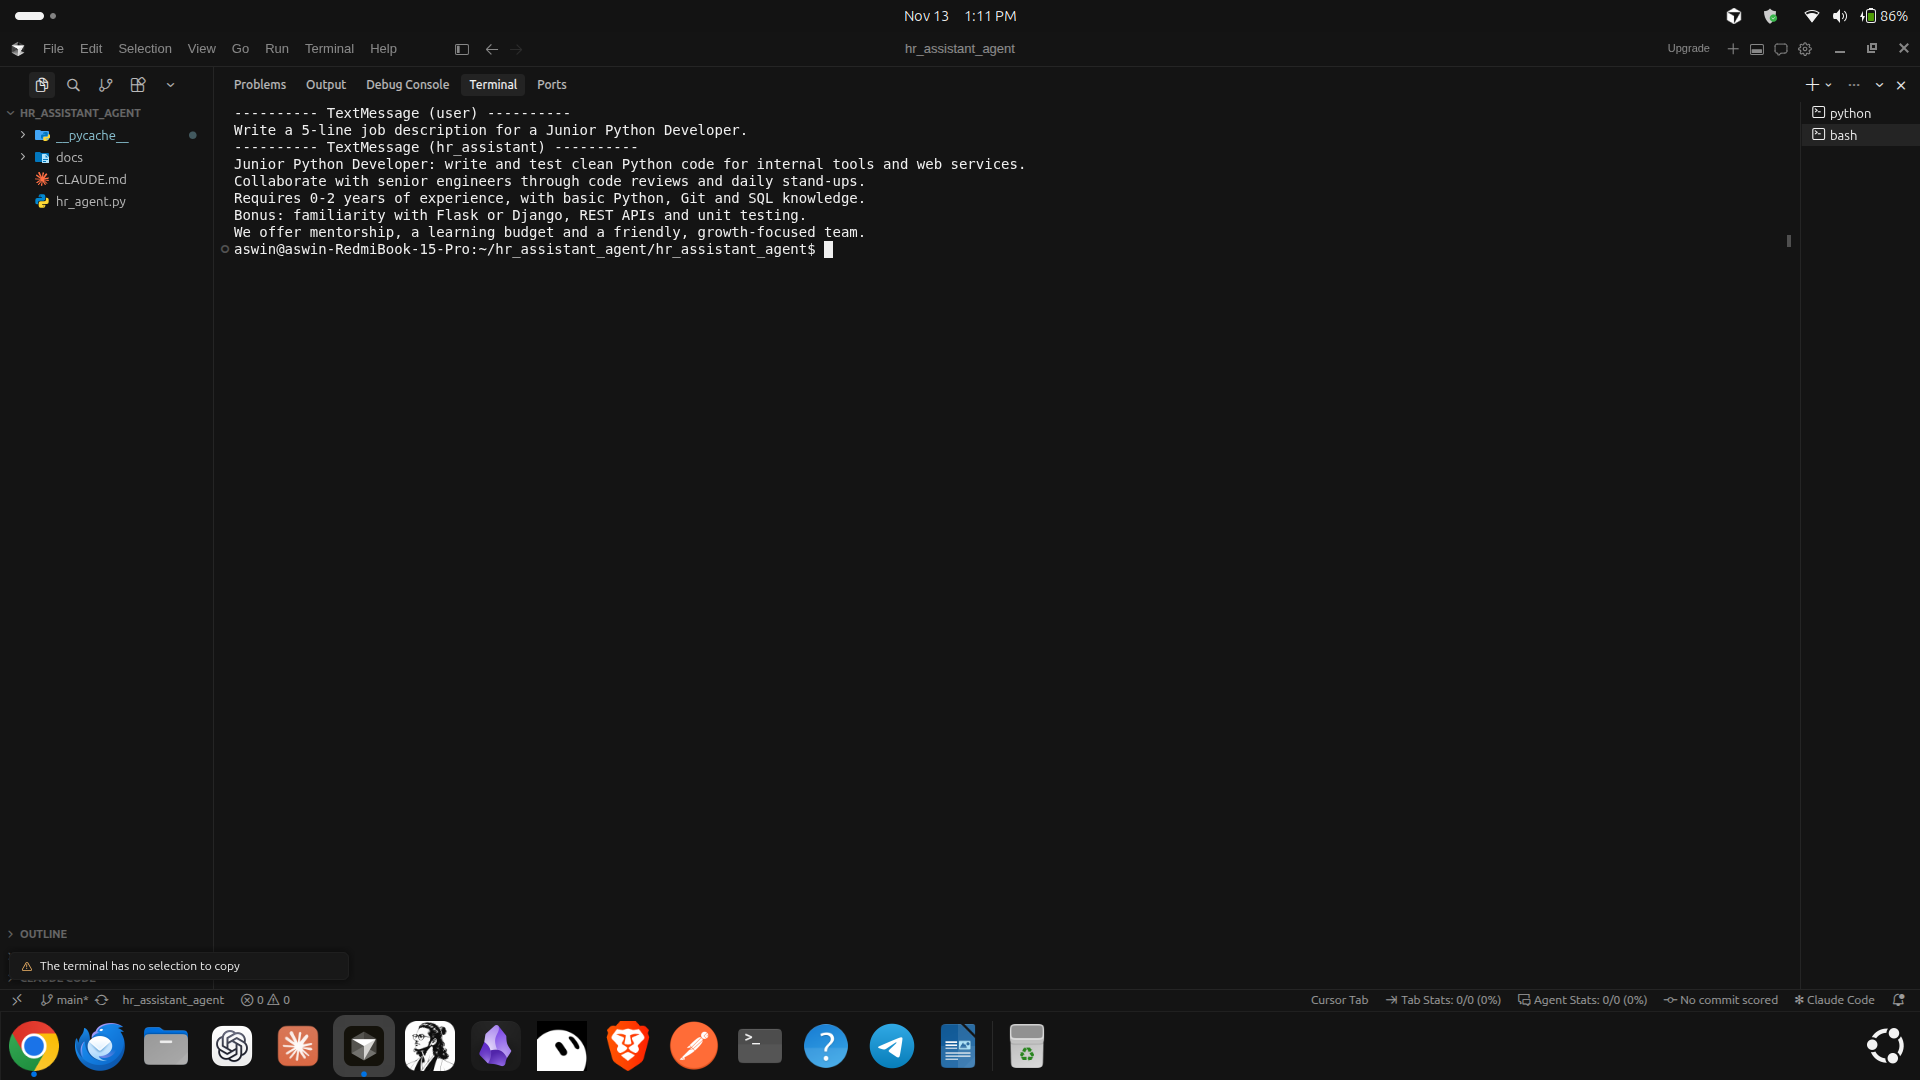 Nov 13 1:11 PM
86%
File Edit Selection View Go Run Terminal Help
hr_assistant_agent
Upgrade
Problems Output Debug Console Terminal Ports
HR_ASSISTANT_AGENT
__pycache__
docs
CLAUDE.md
hr_agent.py
---------- TextMessage (user) ----------
Write a 5-line job description for a Junior Python Developer.
---------- TextMessage (hr_assistant) ----------
Junior Python Developer: write and test clean Python code for internal tools and web services.
Collaborate with senior engineers through code reviews and daily stand-ups.
Requires 0-2 years of experience, with basic Python, Git and SQL knowledge.
Bonus: familiarity with Flask or Django, REST APIs and unit testing.
We offer mentorship, a learning budget and a friendly, growth-focused team.
aswin@aswin-RedmiBook-15-Pro:~/hr_assistant_agent/hr_assistant_agent$
python
bash
OUTLINE
The terminal has no selection to copy
CLAUDE CODE
main* hr_assistant_agent 0 0
Cursor Tab Tab Stats: 0/0 (0%) Agent Stats: 0/0 (0%) No commit scored Claude Code